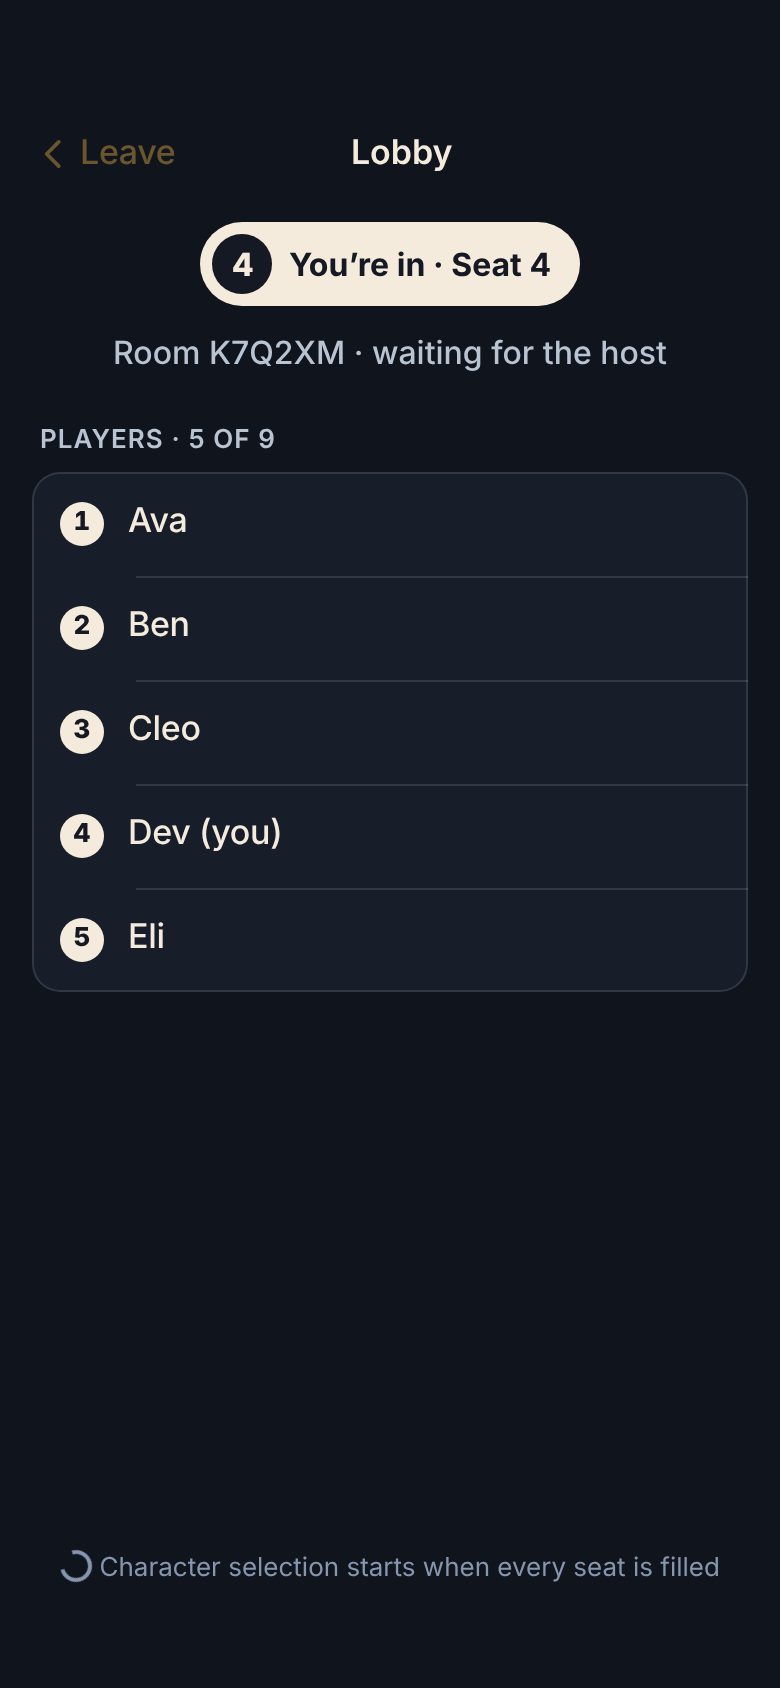 Leave
Lobby
4 You’re in · Seat 4
Room K7Q2XM · waiting for the host
PLAYERS · 5 OF 9
1 Ava
2 Ben
3 Cleo
4 Dev (you)
5 Eli
Character selection starts when every seat is filled